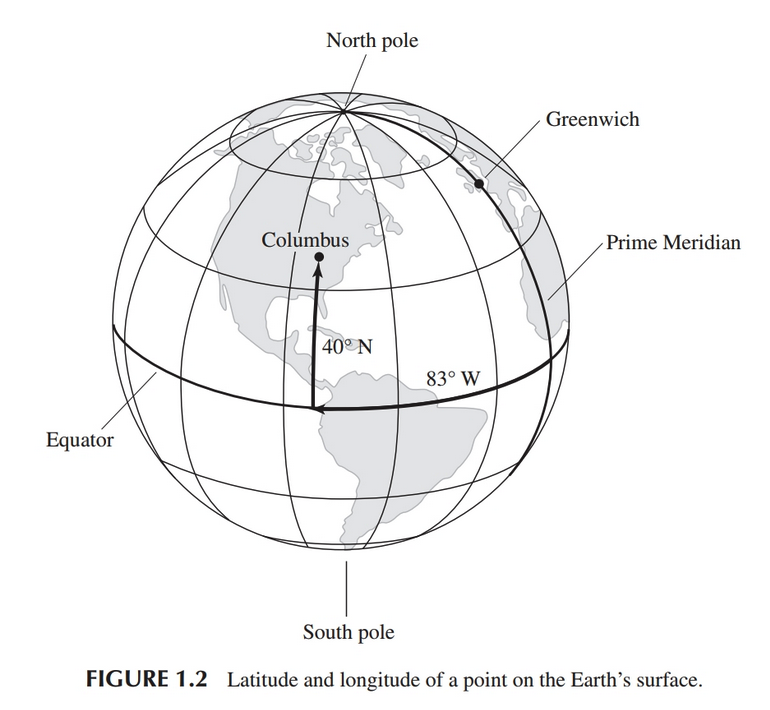 North pole
Greenwich
Prime Meridian
Columbus
40° N
83° W
Equator
South pole
FIGURE 1.2 Latitude and longitude of a point on the Earth’s surface.